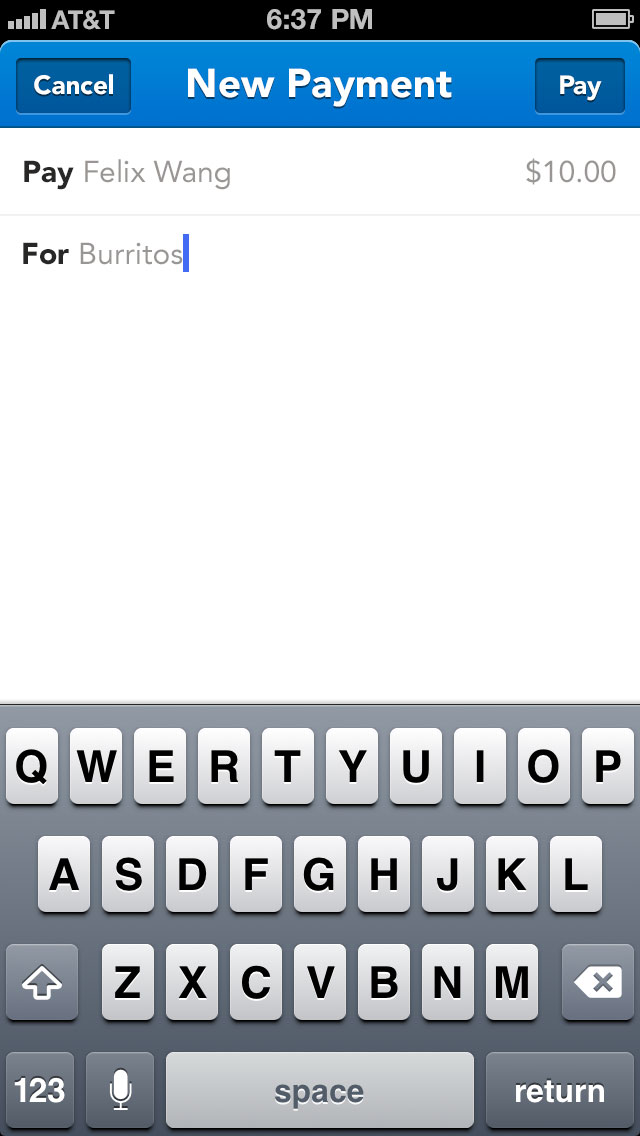 AT&T 6:37 PM
Cancel New Payment Pay
Pay Felix Wang $10.00
For Burritos
Q W E R T Y U I O P
A S D F G H J K L
Z X C V B N M
123 space return